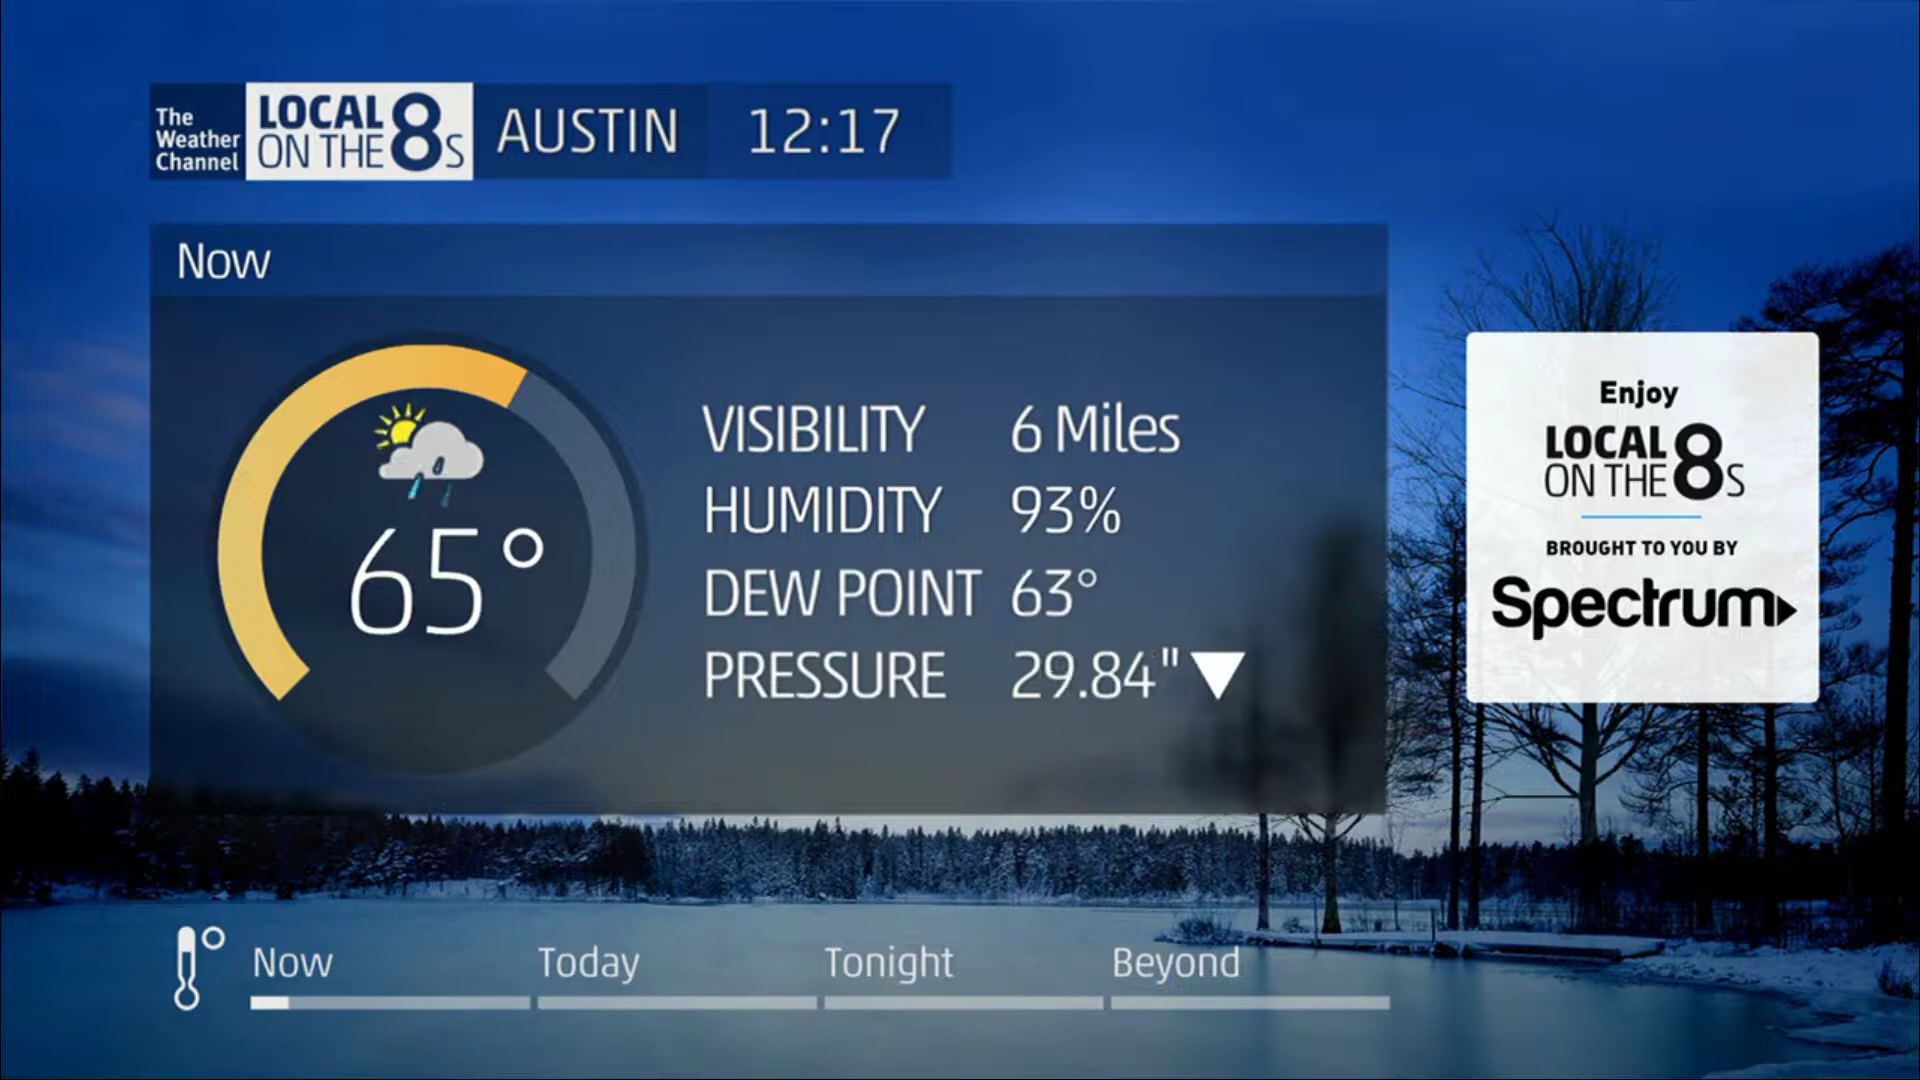 The
Weather
Channel
LOCAL
ON THE 8s
AUSTIN 12:17
Now
65°
VISIBILITY 6 Miles
HUMIDITY 93%
DEW POINT 63°
PRESSURE 29.84"
Enjoy
LOCAL
ON THE 8s
BROUGHT TO YOU BY
Spectrum
Now Today Tonight Beyond